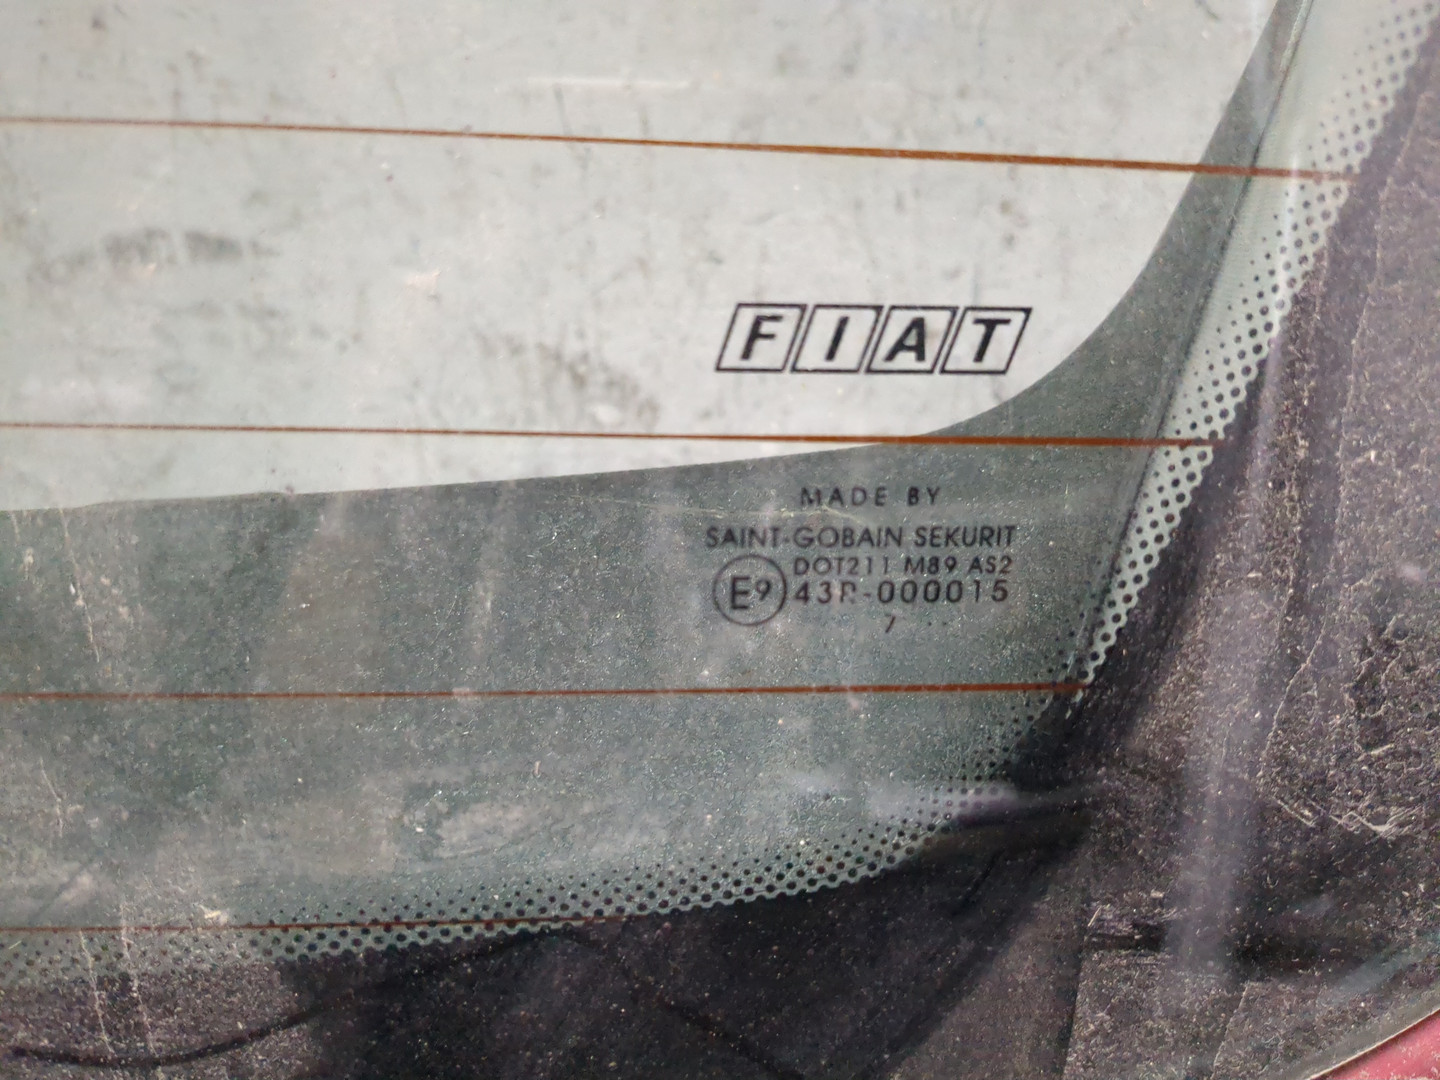 FIAT
MADE BY
SAINT-GOBAIN SEKURIT
DOT211 M89 AS2
E9 43R-000015
7